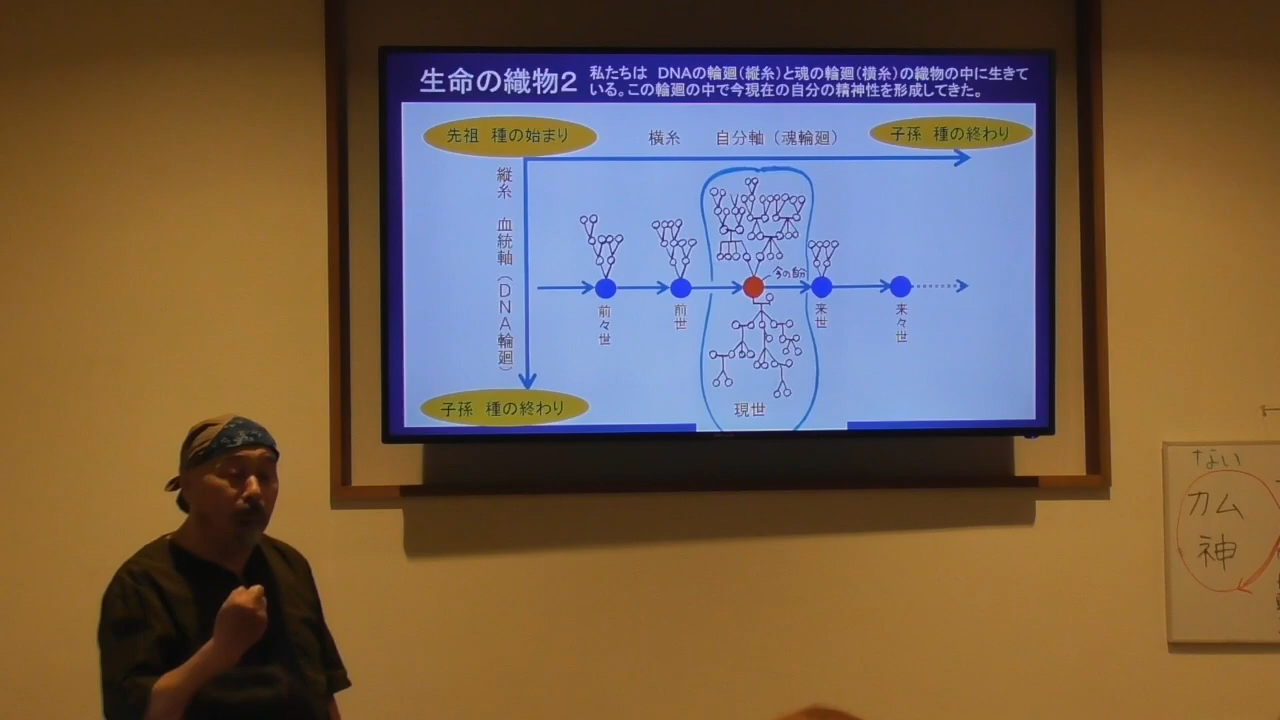 生命の織物2
私たちは DNAの輪廻(縦糸)と魂の輪廻(横糸)の織物の中に生きて
いる。この輪廻の中で今現在の自分の精神性を形成してきた。
先祖 種の始まり
横糸 自分軸(魂輪廻)
子孫 種の終わり
縦糸 血統軸(DNA輪廻)
今の自分
前々世
前世
来世
来々世
現世
子孫 種の終わり
ない
カム
神